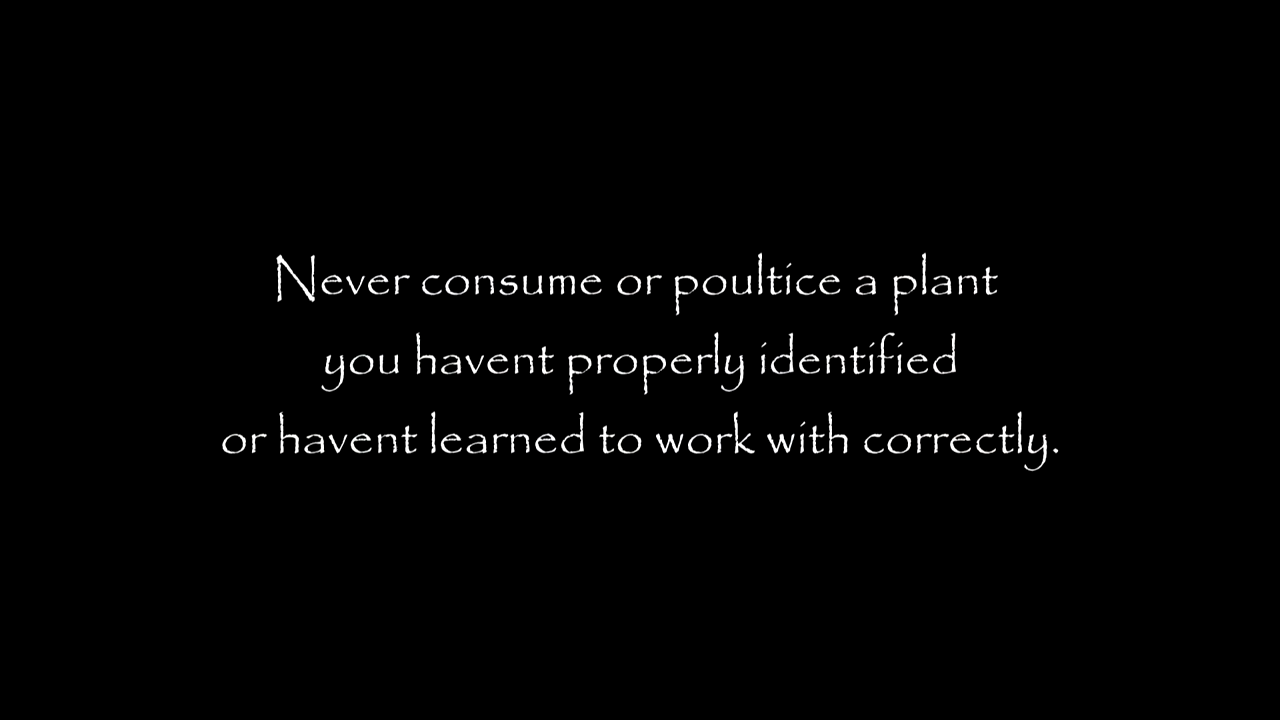 Never consume or poultice a plant
you havent properly identified
or havent learned to work with correctly.